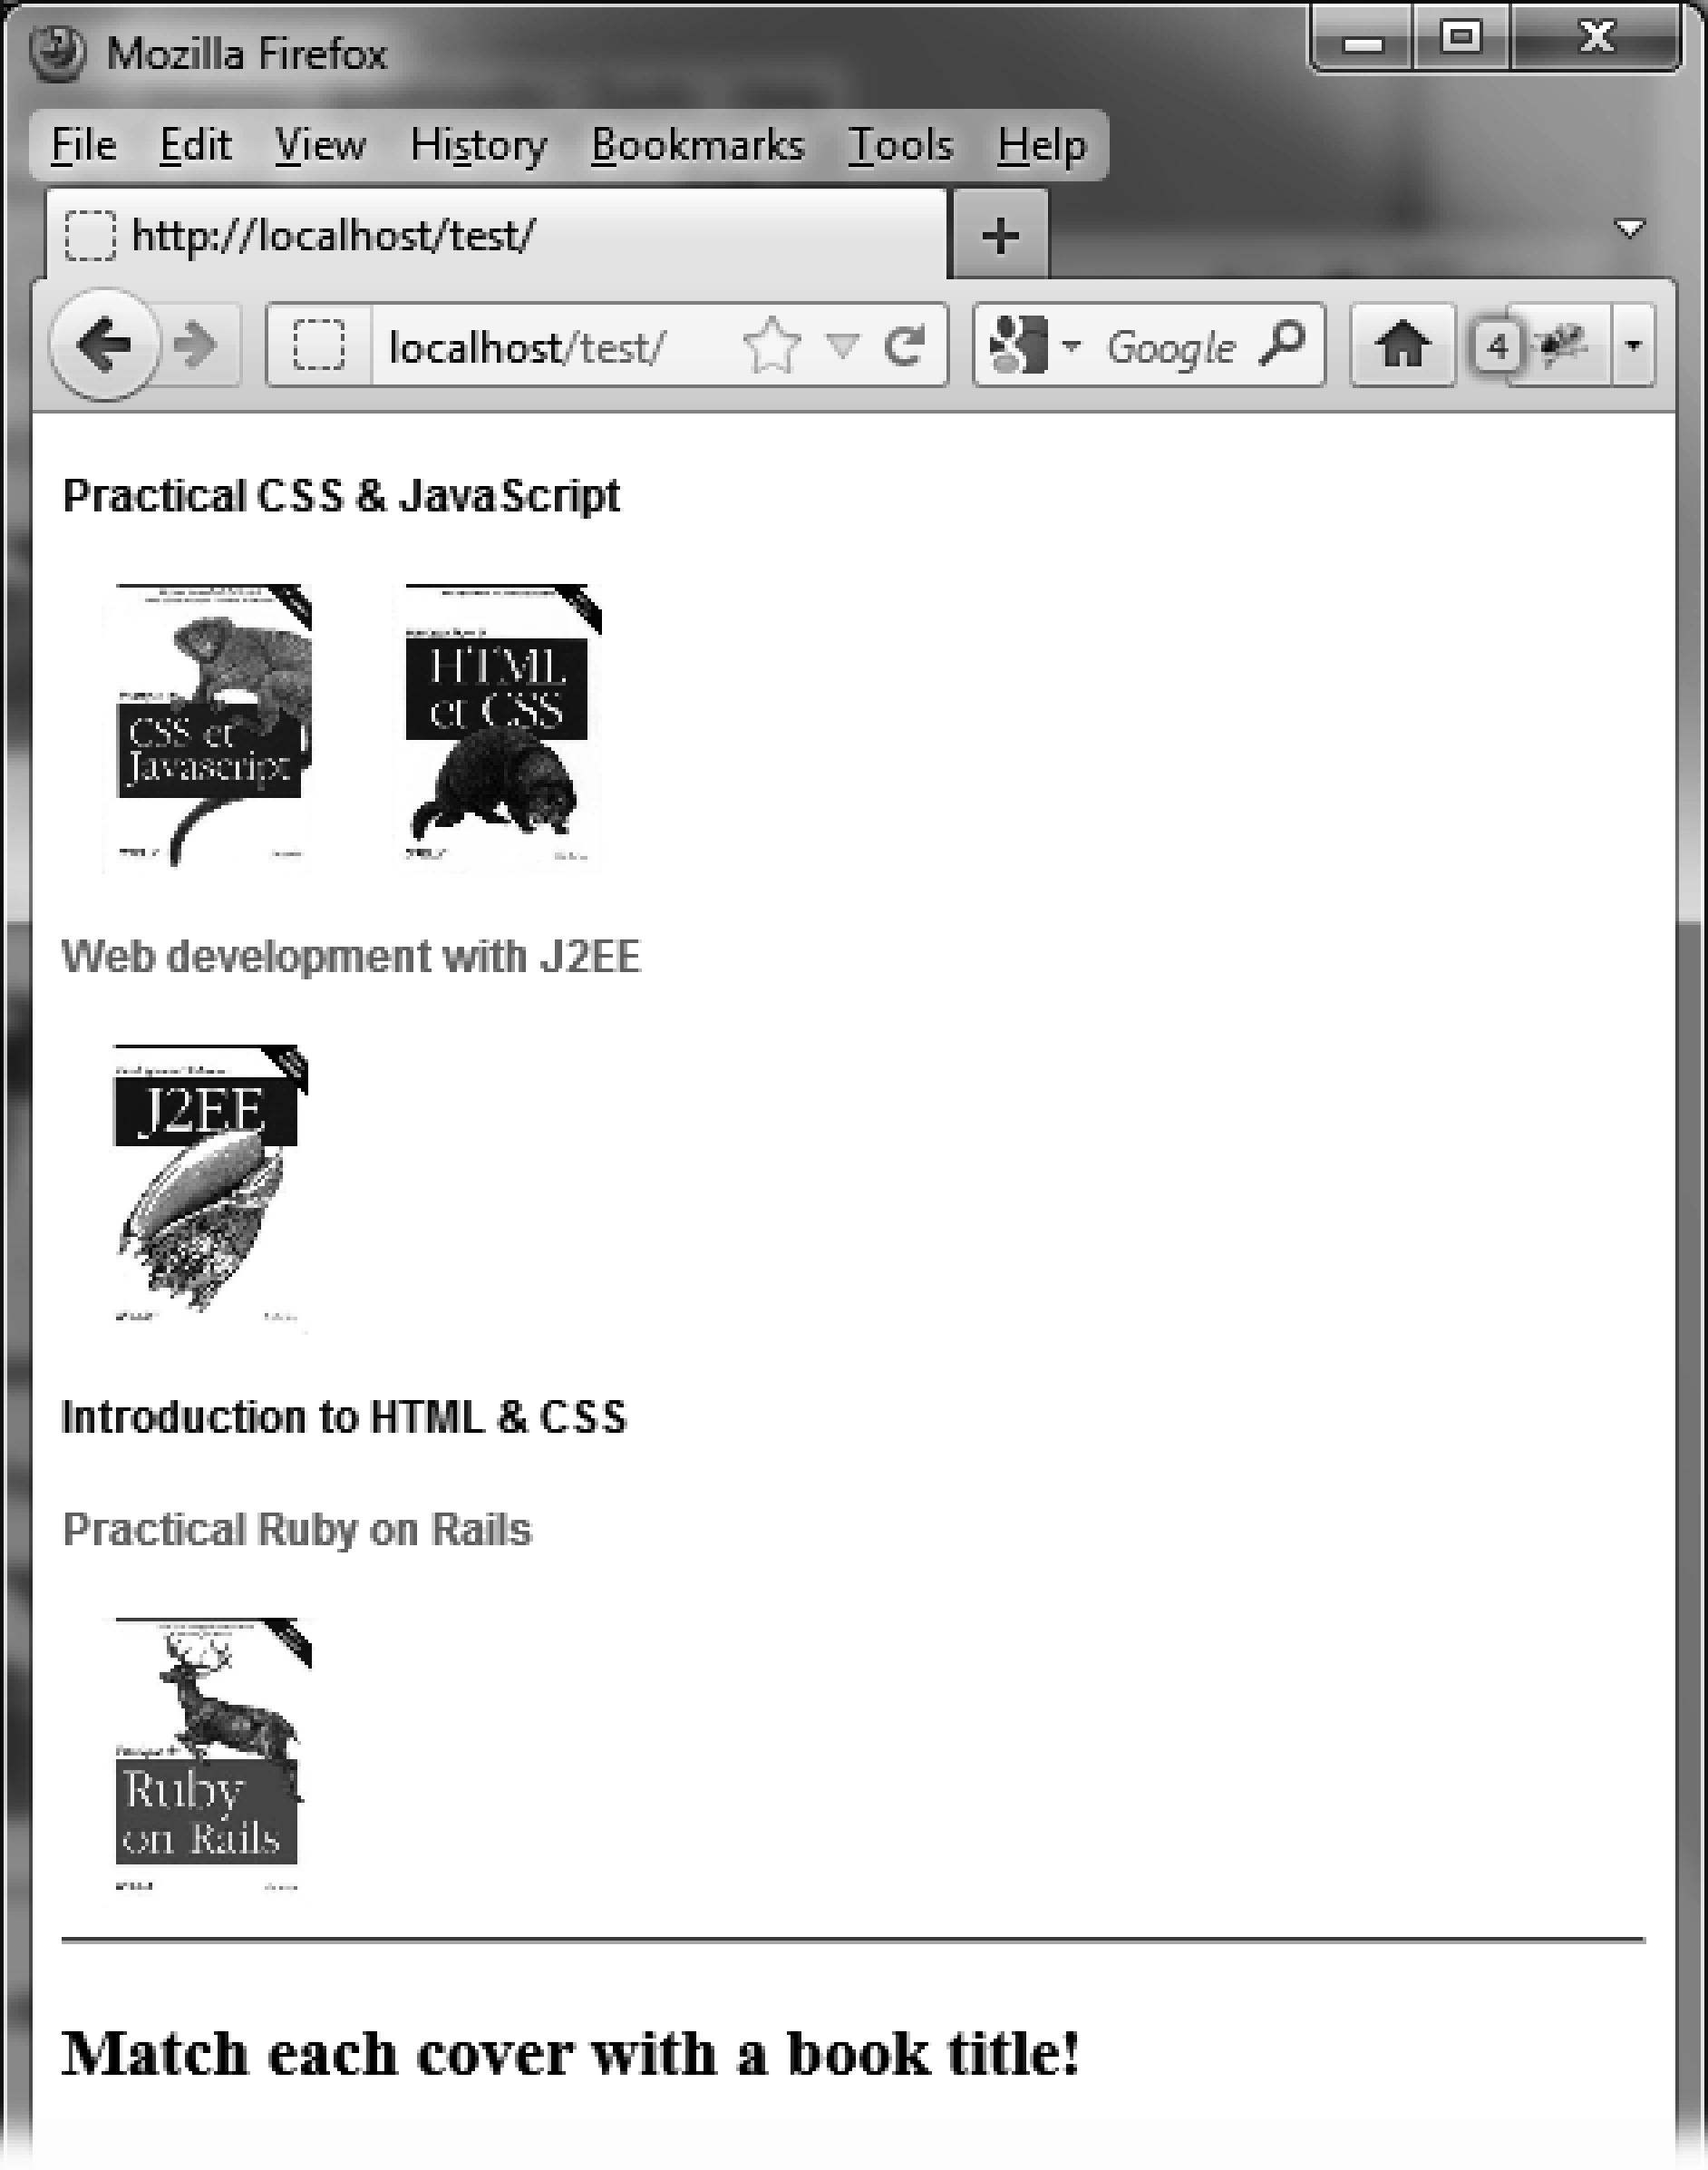 Mozilla Firefox
File Edit View History Bookmarks Tools Help
http://localhost/test/
localhost/test/
Google
4
Practical CSS & JavaScript
CSS et
Javascript
HTML
et CSS
Web development with J2EE
J2EE
Introduction to HTML & CSS
Practical Ruby on Rails
Ruby
on Rails
Match each cover with a book title!